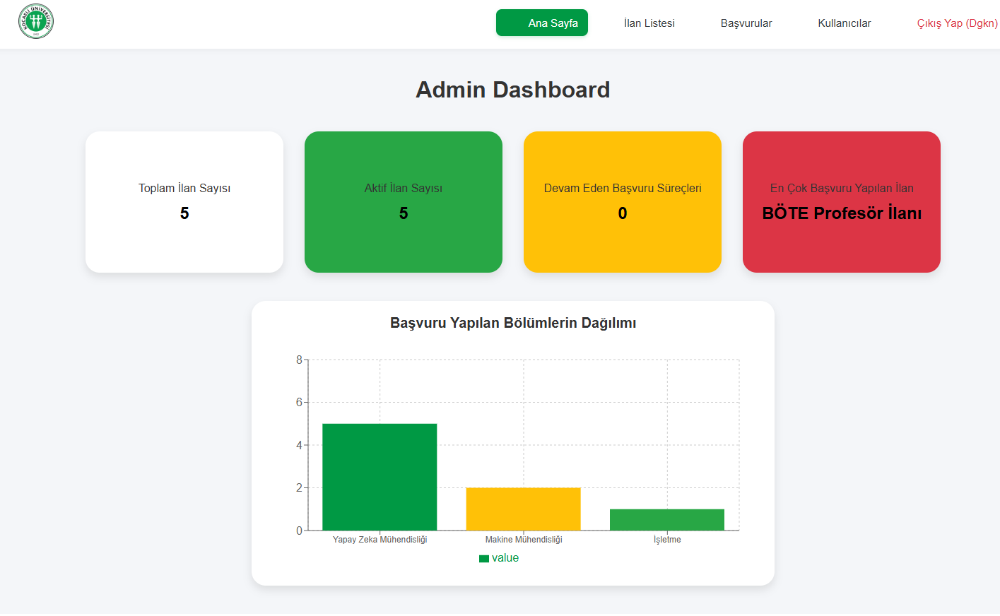 KOCAELİ ÜNİVERSİTESİ
1992
Ana Sayfa
İlan Listesi
Başvurular
Kullanıcılar
Çıkış Yap (Dgkn)
Admin Dashboard
Toplam İlan Sayısı
5
Aktif İlan Sayısı
5
Devam Eden Başvuru Süreçleri
0
En Çok Başvuru Yapılan İlan
BÖTE Profesör İlanı
Başvuru Yapılan Bölümlerin Dağılımı
8
6
4
2
0
Yapay Zeka Mühendisliği
Makine Mühendisliği
İşletme
value